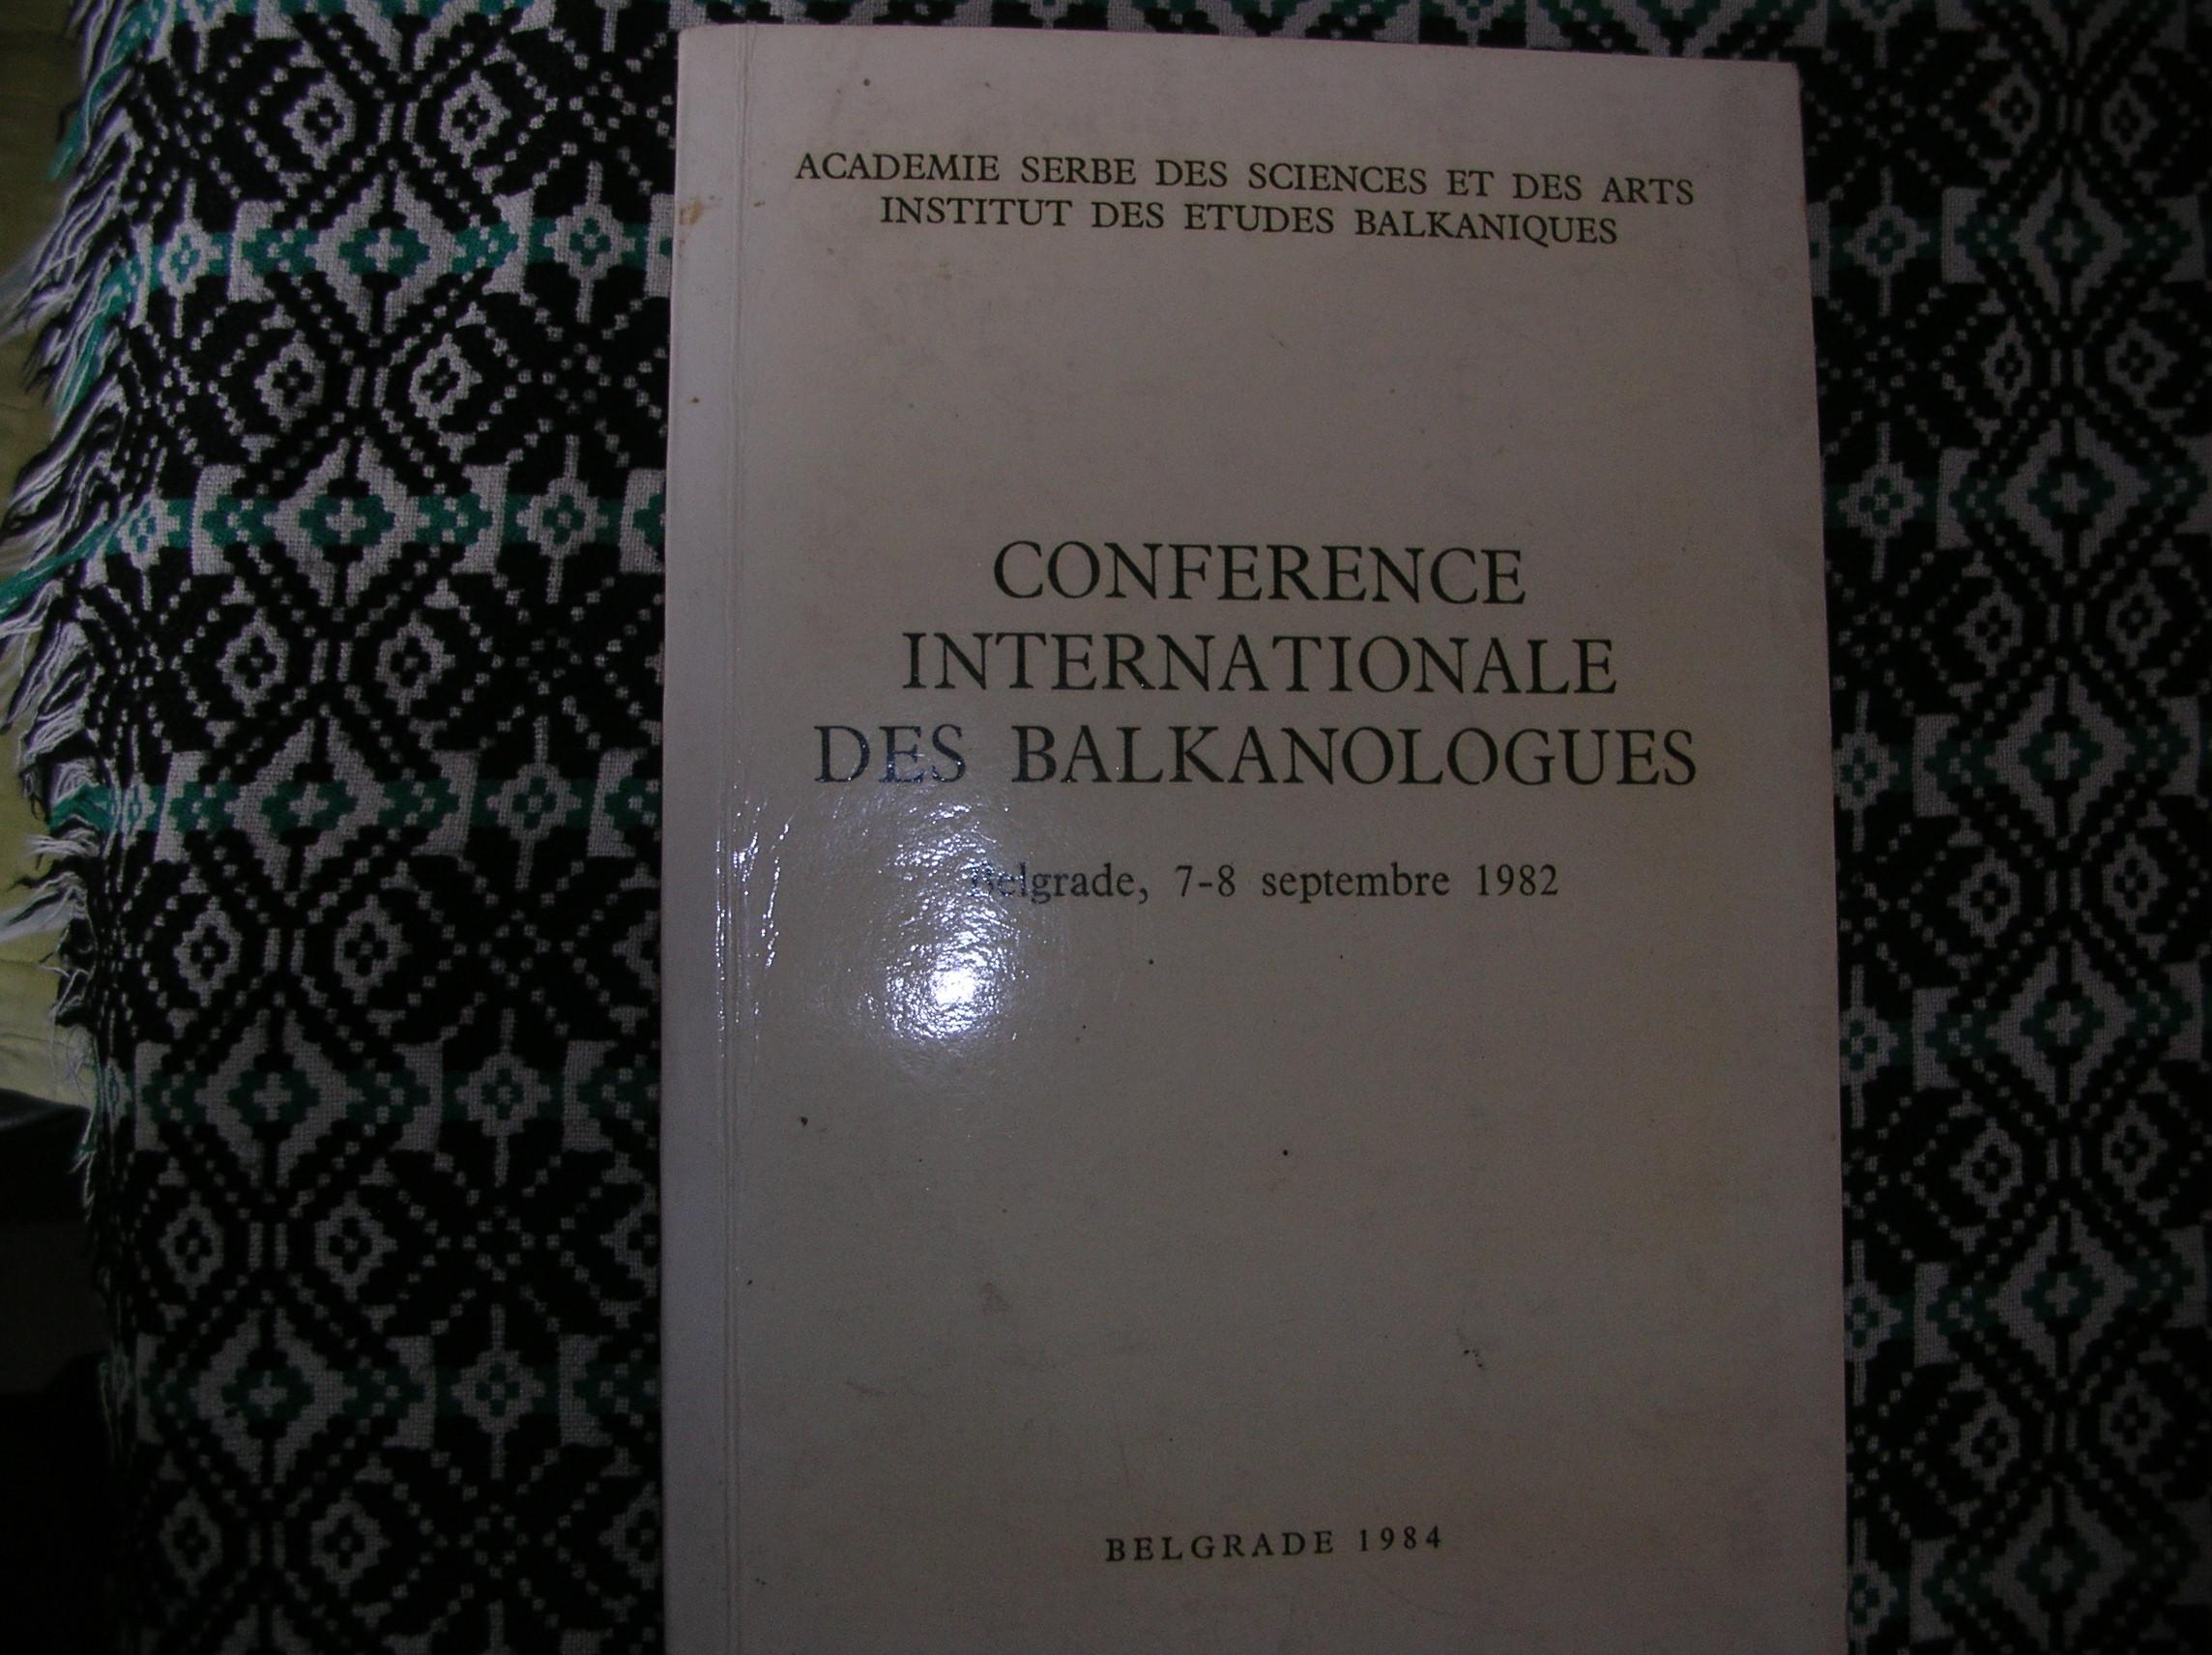 ACADEMIE SERBE DES SCIENCES ET DES ARTS
INSTITUT DES ETUDES BALKANIQUES
CONFERENCE
INTERNATIONALE
DES BALKANOLOGUES
Belgrade, 7-8 septembre 1982
BELGRADE 1984